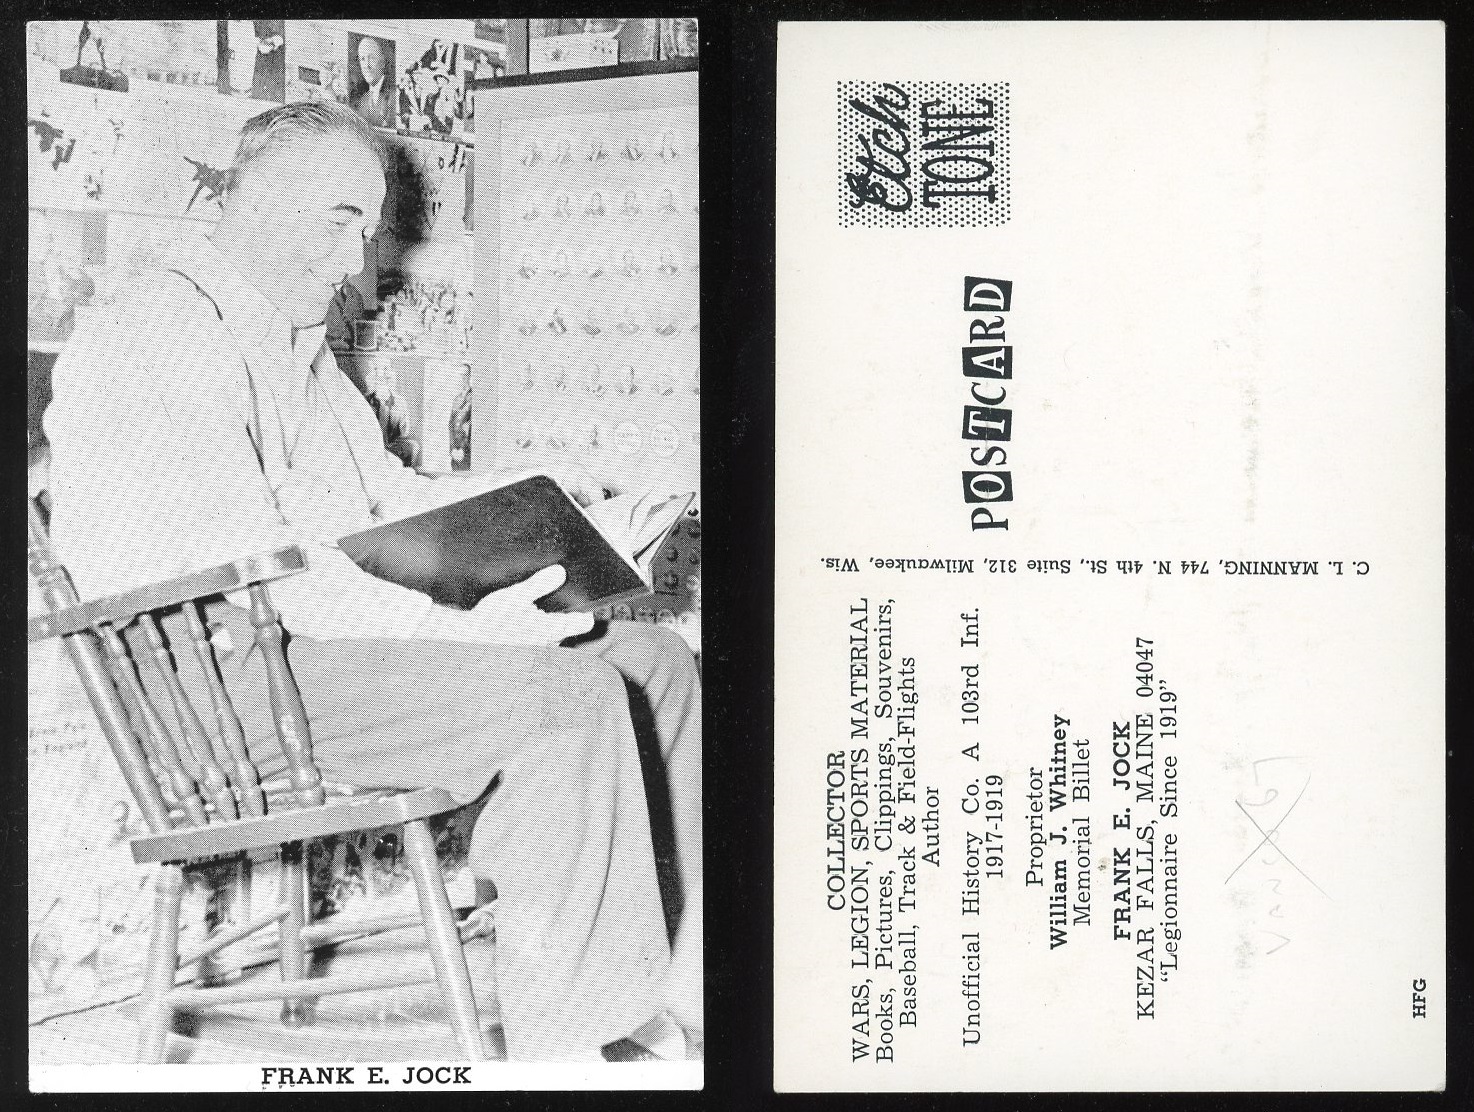 FRANK E. JOCK
Etch
TONE
POSTCARD
C. L. MANNING, 744 N. 4th St., Suite 312, Milwaukee, Wis.
COLLECTOR
WARS, LEGION, SPORTS MATERIAL
Books, Pictures, Clippings, Souvenirs,
Baseball, Track & Field-Flights
Author
Unofficial History Co. A 103rd Inf.
1917-1919
Proprietor
William J. Whitney
Memorial Billet
FRANK E. JOCK
KEZAR FALLS, MAINE 04047
“Legionnaire Since 1919”
HFG